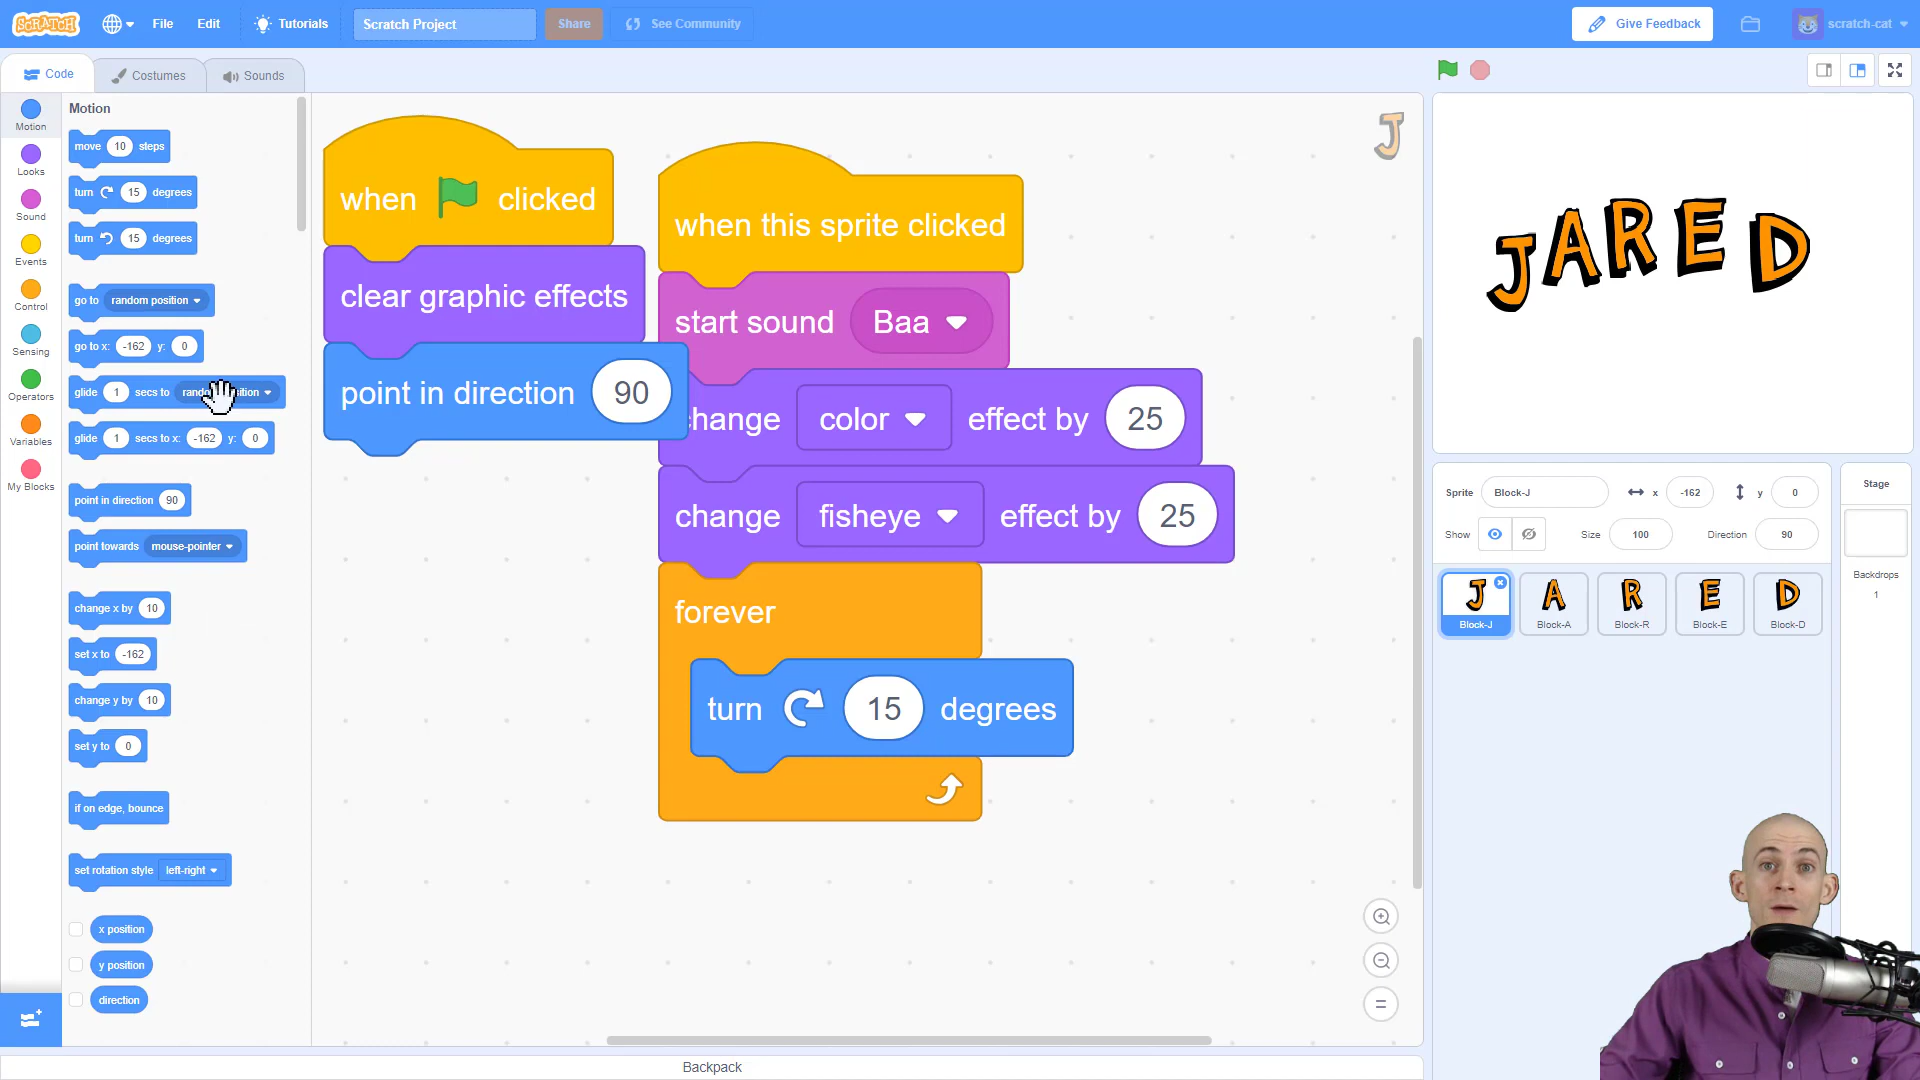 SCRATCH
File
Edit
Tutorials
Scratch Project
Share
See Community
Give Feedback
scratch-cat
Code
Costumes
Sounds
Motion
Looks
Sound
Events
Control
Sensing
Operators
Variables
My Blocks
Motion
move 10 steps
turn 15 degrees
turn 15 degrees
go to random position
go to x: -162 y: 0
glide 1 secs to
glide 1 secs to x: -162 y: 0
point in direction 90
point towards mouse-pointer
change x by 10
set x to -162
change y by 10
set y to 0
if on edge, bounce
set rotation style left-right
x position
y position
direction
when clicked
clear graphic effects
point in direction 90
when this sprite clicked
start sound Baa
change color effect by 25
change fisheye effect by 25
forever
turn 15 degrees
J
JARED
Sprite Block-J x -162 y 0
Show Size 100 Direction 90
J A R E D
Block-J Block-A Block-R Block-E Block-D
Stage
Backdrops
1
Backpack